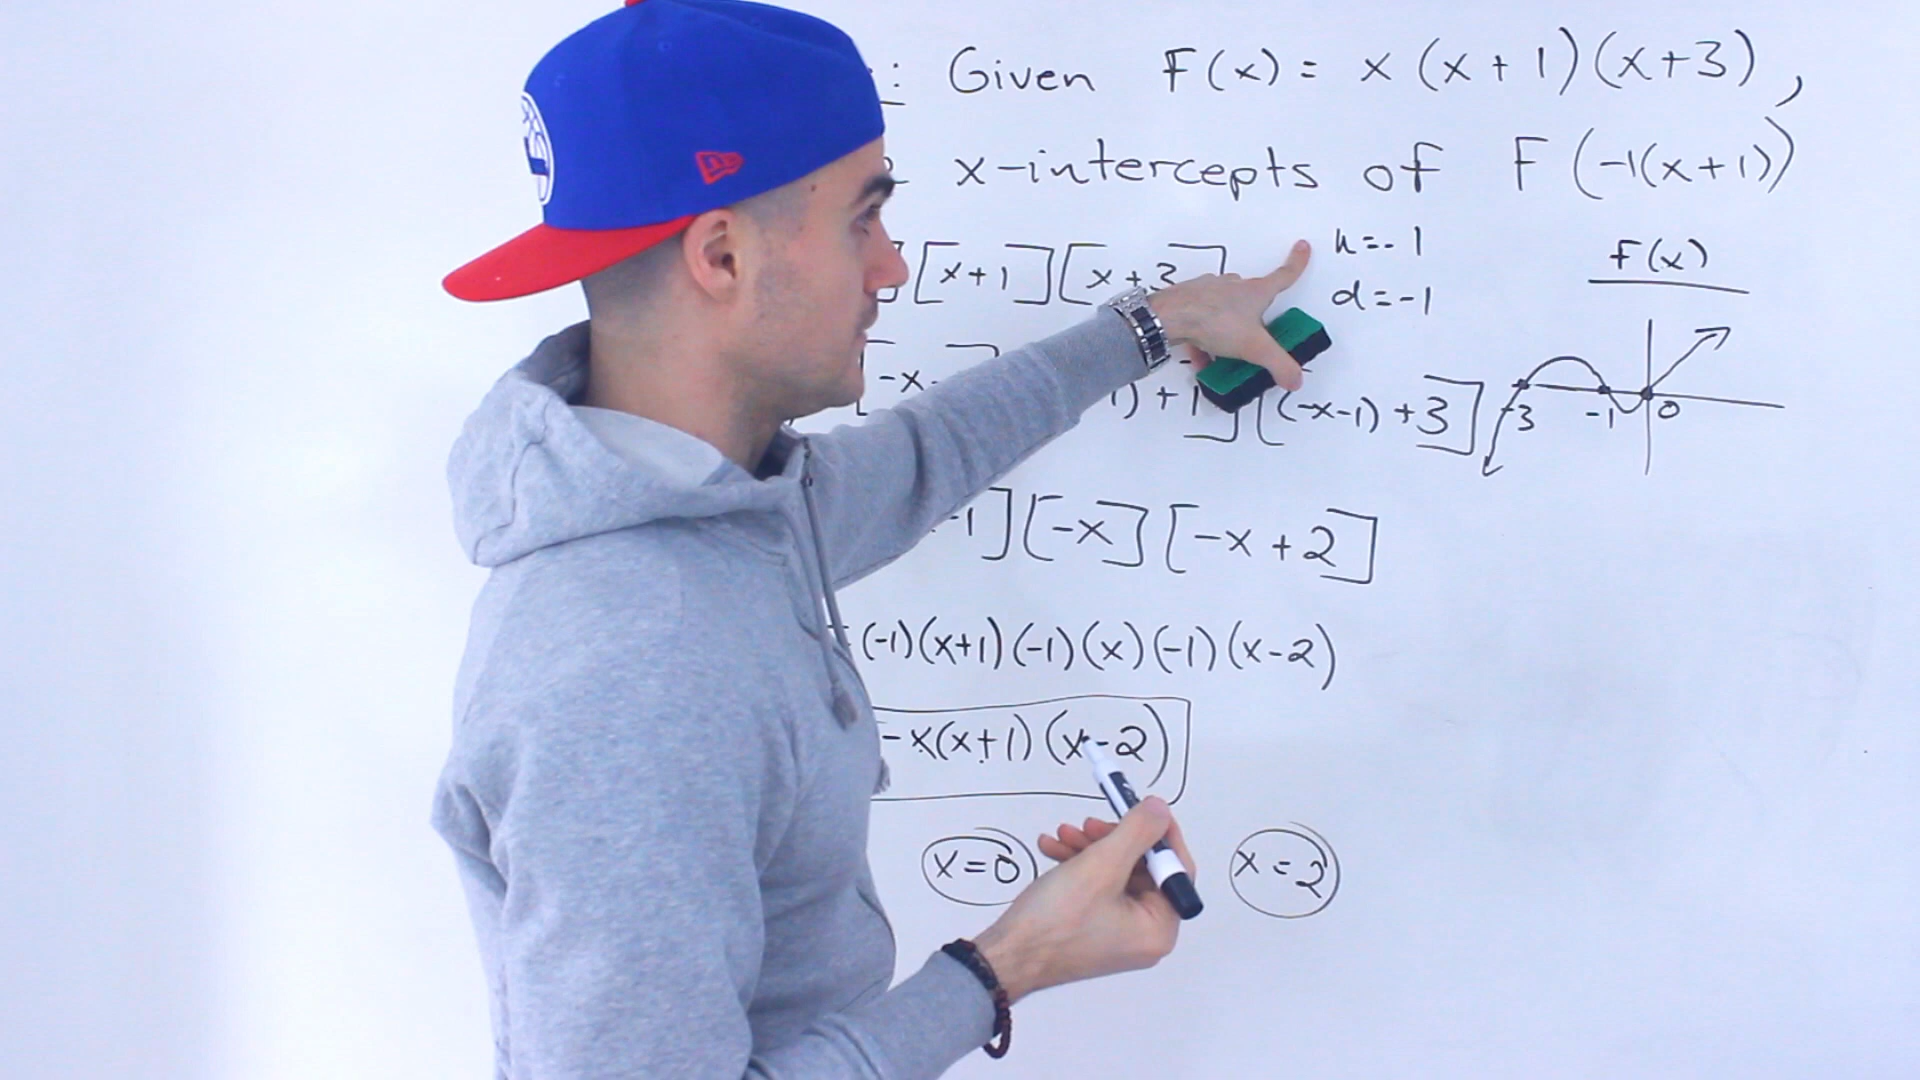 : Given F(x) = x(x+1)(x+3),
x-intercepts of F(-1(x+1))
][x+1][x+3]
k=-1
d=-1
F(x)
[-x-
1)+1][(-x-1)+3]
-3 -1 0
-1][-x][-x+2]
=(-1)(x+1)(-1)(x)(-1)(x-2)
-x(x+1)(x-2)
x=0 x=2